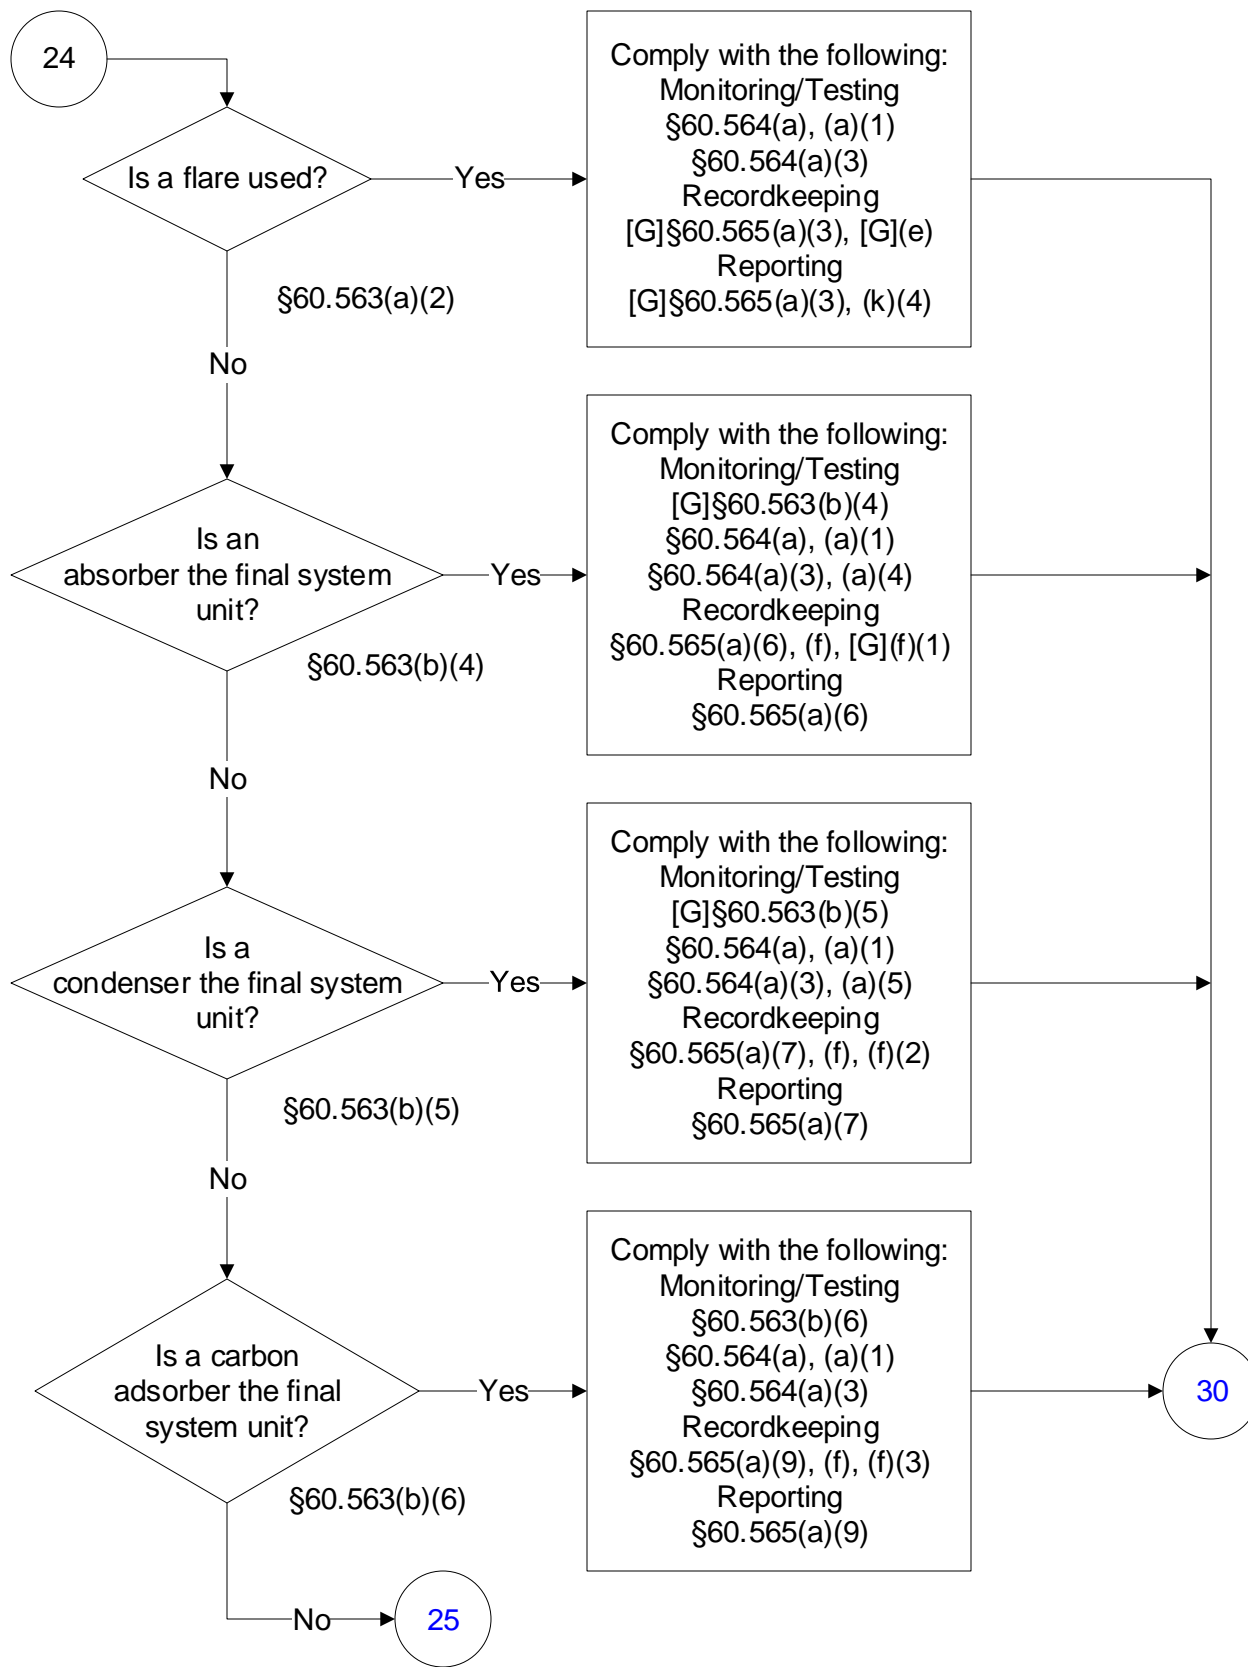 24
Is a flare used?
Yes
Comply with the following:
Monitoring/Testing
§60.564(a), (a)(1)
§60.564(a)(3)
Recordkeeping
[G]§60.565(a)(3), [G](e)
Reporting
[G]§60.565(a)(3), (k)(4)
§60.563(a)(2)
No
Is an
absorber the final system
unit?
Yes
Comply with the following:
Monitoring/Testing
[G]§60.563(b)(4)
§60.564(a), (a)(1)
§60.564(a)(3), (a)(4)
Recordkeeping
§60.565(a)(6), (f), [G](f)(1)
Reporting
§60.565(a)(6)
§60.563(b)(4)
No
Is a
condenser the final system
unit?
Yes
Comply with the following:
Monitoring/Testing
[G]§60.563(b)(5)
§60.564(a), (a)(1)
§60.564(a)(3), (a)(5)
Recordkeeping
§60.565(a)(7), (f), (f)(2)
Reporting
§60.565(a)(7)
§60.563(b)(5)
No
Is a carbon
adsorber the final
system unit?
Yes
Comply with the following:
Monitoring/Testing
§60.563(b)(6)
§60.564(a), (a)(1)
§60.564(a)(3)
Recordkeeping
§60.565(a)(9), (f), (f)(3)
Reporting
§60.565(a)(9)
30
§60.563(b)(6)
No
25